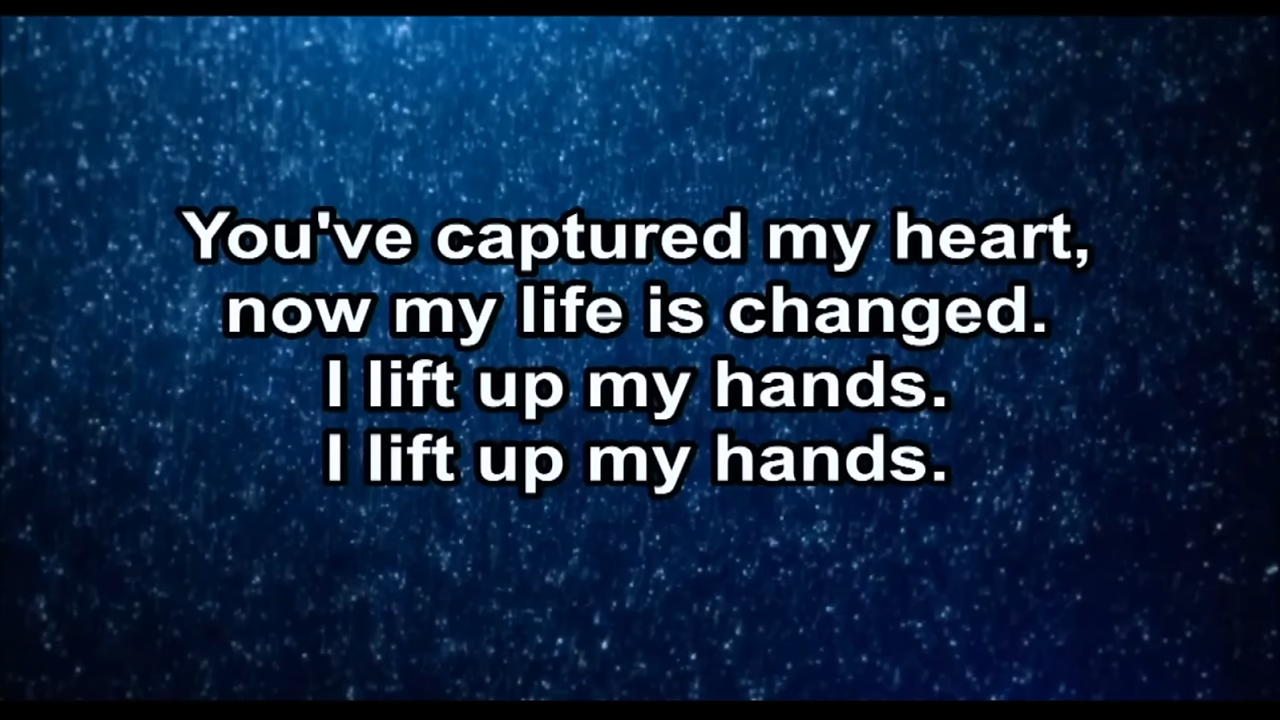 You've captured my heart,
now my life is changed.
I lift up my hands.
I lift up my hands.